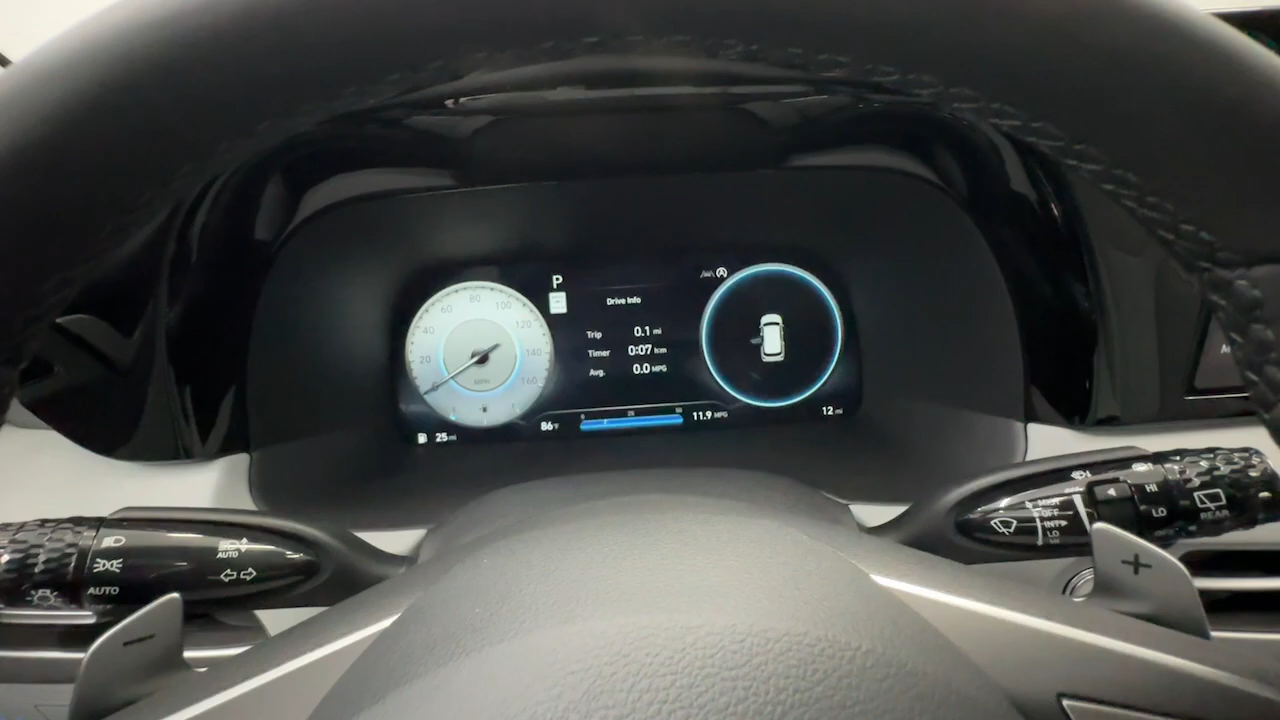 P
Drive Info
Trip 0.1 mi
Timer 0:07 h:m
Avg. 0.0 MPG
0 20 40 60 80 100 120 140 160
MPH
A
0 25 50
86°F
11.9 MPG
25 mi
12 mi
AUTO
AUTO
MIST
OFF
INT
LO
HI
LO
REAR
+
-